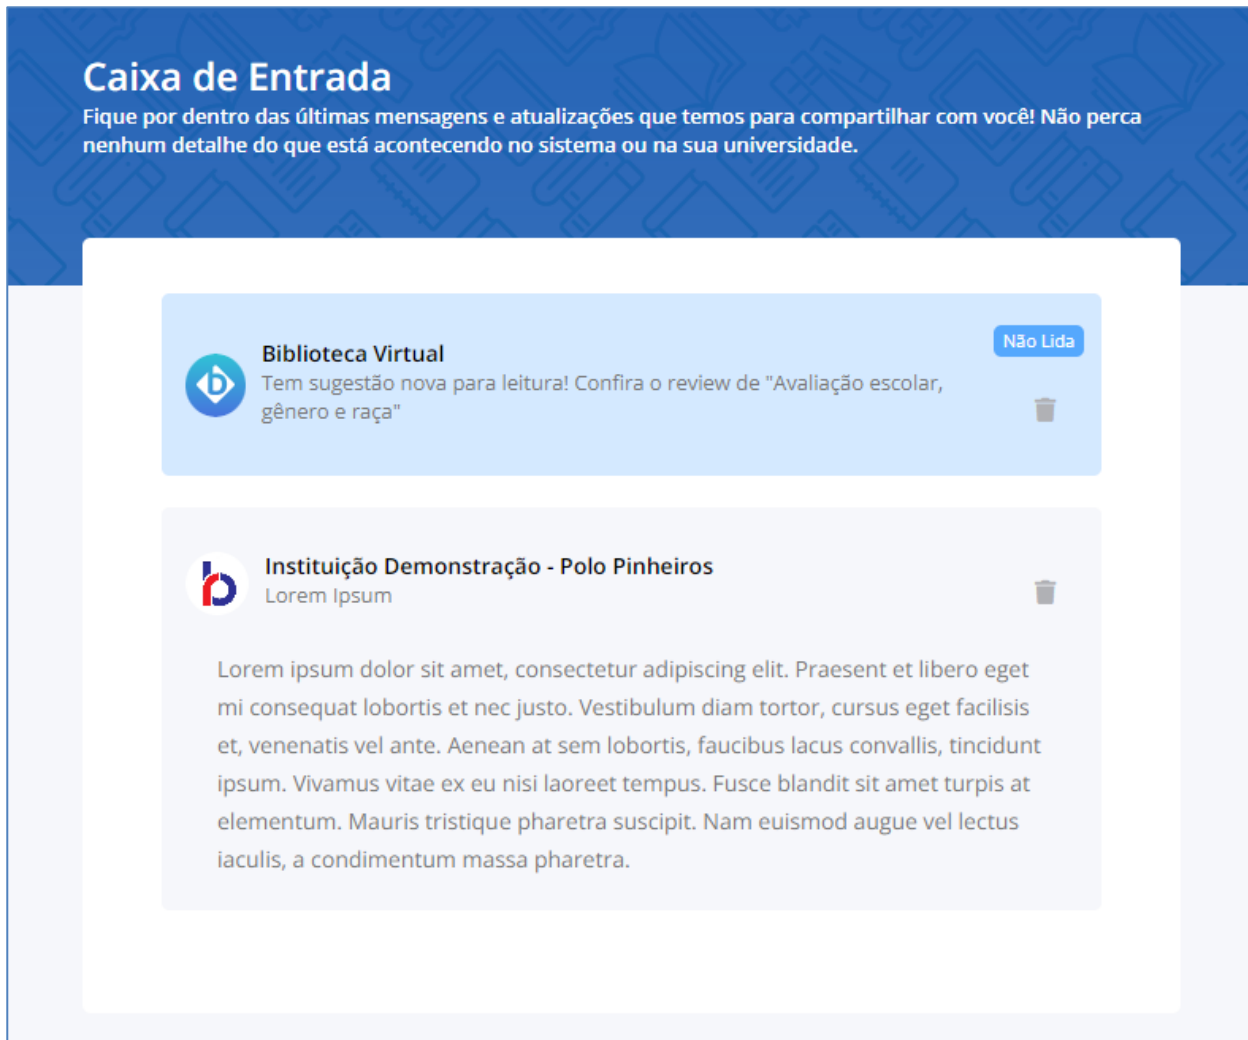 Caixa de Entrada
Fique por dentro das últimas mensagens e atualizações que temos para compartilhar com você! Não perca
nenhum detalhe do que está acontecendo no sistema ou na sua universidade.
Não Lida
Biblioteca Virtual
Tem sugestão nova para leitura! Confira o review de "Avaliação escolar,
gênero e raça"
Instituição Demonstração - Polo Pinheiros
Lorem Ipsum
Lorem ipsum dolor sit amet, consectetur adipiscing elit. Praesent et libero eget
mi consequat lobortis et nec justo. Vestibulum diam tortor, cursus eget facilisis
et, venenatis vel ante. Aenean at sem lobortis, faucibus lacus convallis, tincidunt
ipsum. Vivamus vitae ex eu nisi laoreet tempus. Fusce blandit sit amet turpis at
elementum. Mauris tristique pharetra suscipit. Nam euismod augue vel lectus
iaculis, a condimentum massa pharetra.